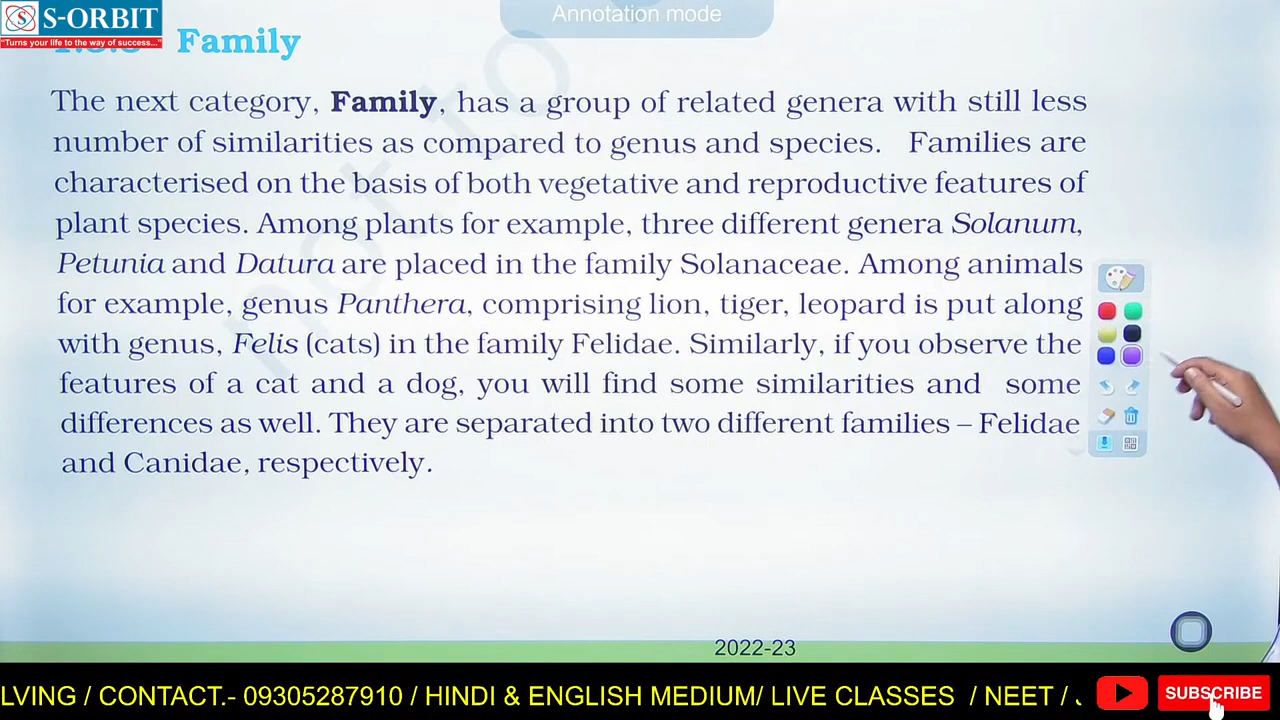 Annotation mode
S-ORBIT
"Turns your life to the way of success..."
Family
not to
The next category, Family, has a group of related genera with still less
number of similarities as compared to genus and species. Families are
characterised on the basis of both vegetative and reproductive features of
plant species. Among plants for example, three different genera Solanum,
Petunia and Datura are placed in the family Solanaceae. Among animals
for example, genus Panthera, comprising lion, tiger, leopard is put along
with genus, Felis (cats) in the family Felidae. Similarly, if you observe the
features of a cat and a dog, you will find some similarities and some
differences as well. They are separated into two different families – Felidae
and Canidae, respectively.
2022-23
LVING / CONTACT.- 09305287910 / HINDI & ENGLISH MEDIUM/ LIVE CLASSES / NEET / J
SUBSCRIBE